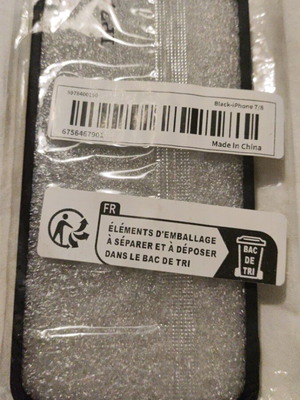 Black-iPhone 7/8
6756467901
Made In China
FR
ÉLÉMENTS D'EMBALLAGE
À SÉPARER ET À DÉPOSER
DANS LE BAC DE TRI
BAC
DE
TRI